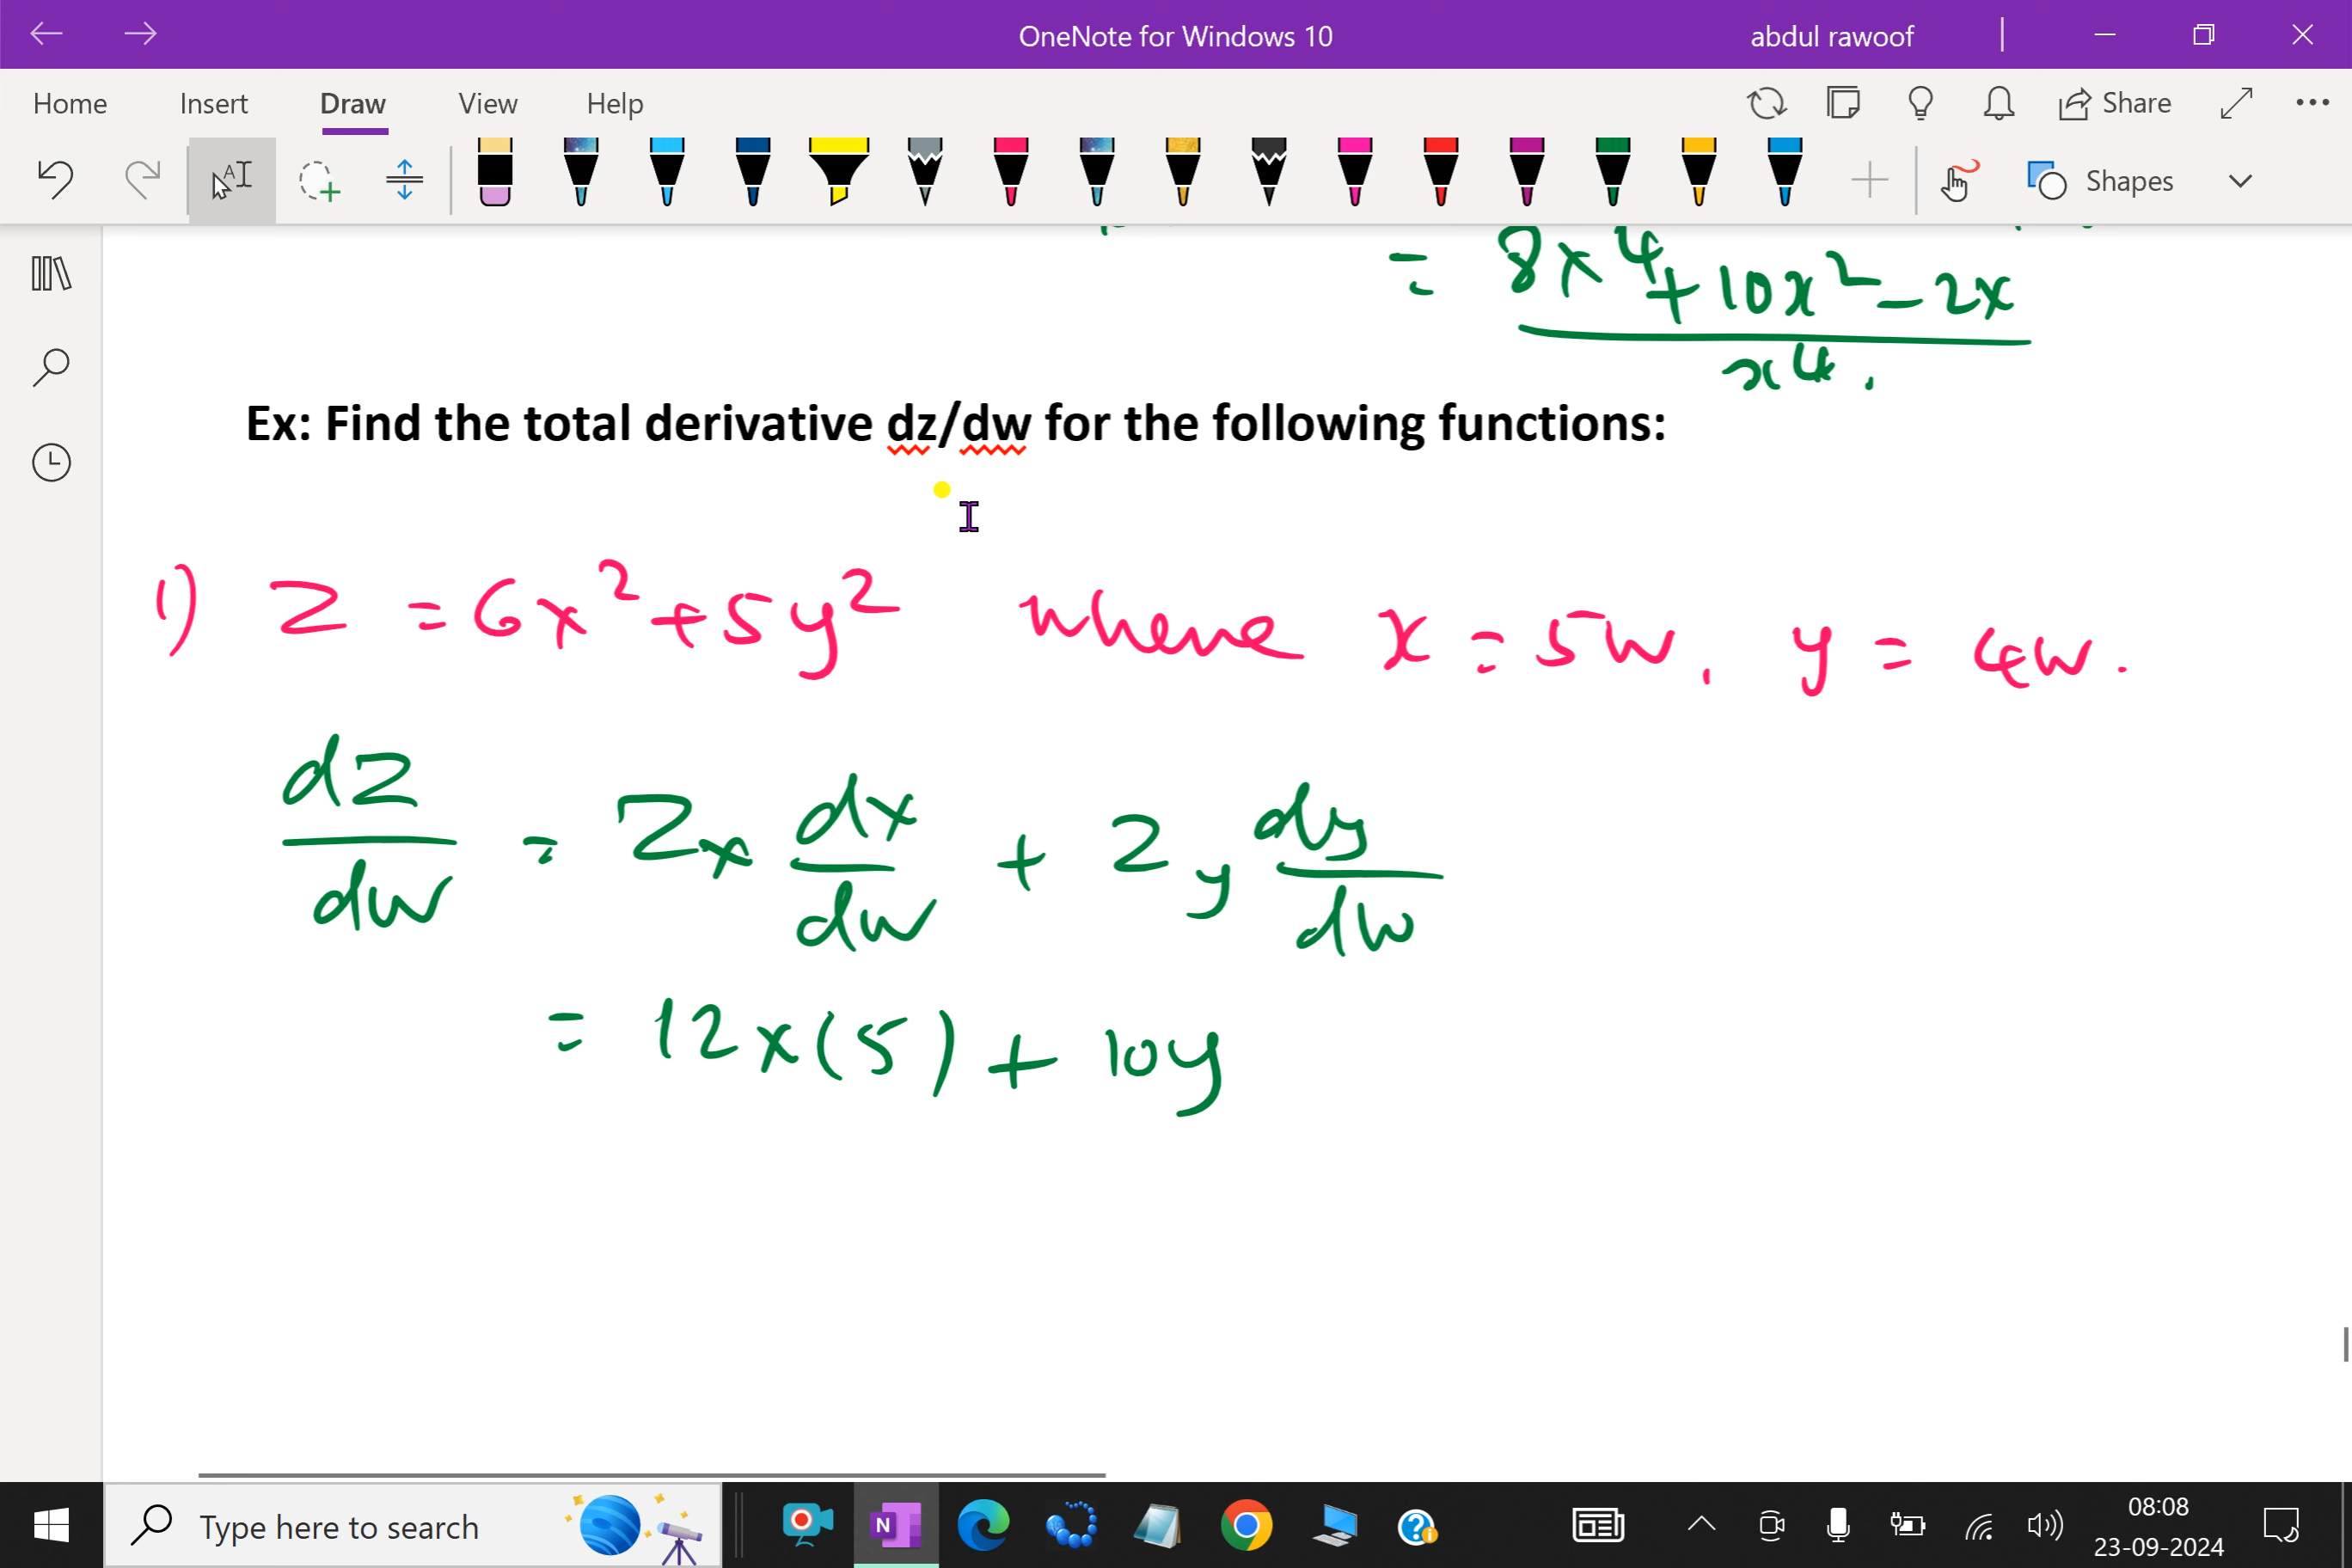 OneNote for Windows 10 abdul rawoof
Home Insert Draw View Help Share
Shapes
= 8x⁴ + 10x² - 2x
x⁴.
Ex: Find the total derivative dz/dw for the following functions:
1) Z = 6x² + 5y² where x = 5w, y = 4w.
dz/dw = Zx dx/dw + Zy dy/dw
= 12x(5) + 10y
Type here to search
08:08
23-09-2024